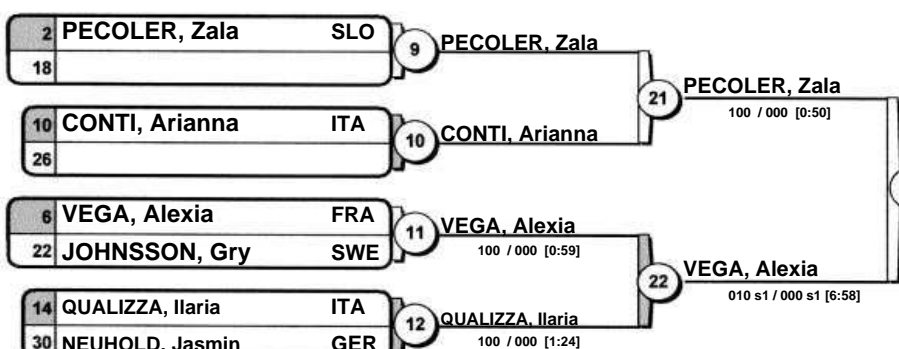 2 PECOLER, Zala SLO
18
9
PECOLER, Zala
10 CONTI, Arianna ITA
26
10
CONTI, Arianna
21
PECOLER, Zala
100 / 000 [0:50]
6 VEGA, Alexia FRA
22 JOHNSSON, Gry SWE
11
VEGA, Alexia
100 / 000 [0:59]
14 QUALIZZA, Ilaria ITA
30 NEUHOLD, Jasmin GER
12
QUALIZZA, Ilaria
100 / 000 [1:24]
22
VEGA, Alexia
010 s1 / 000 s1 [6:58]